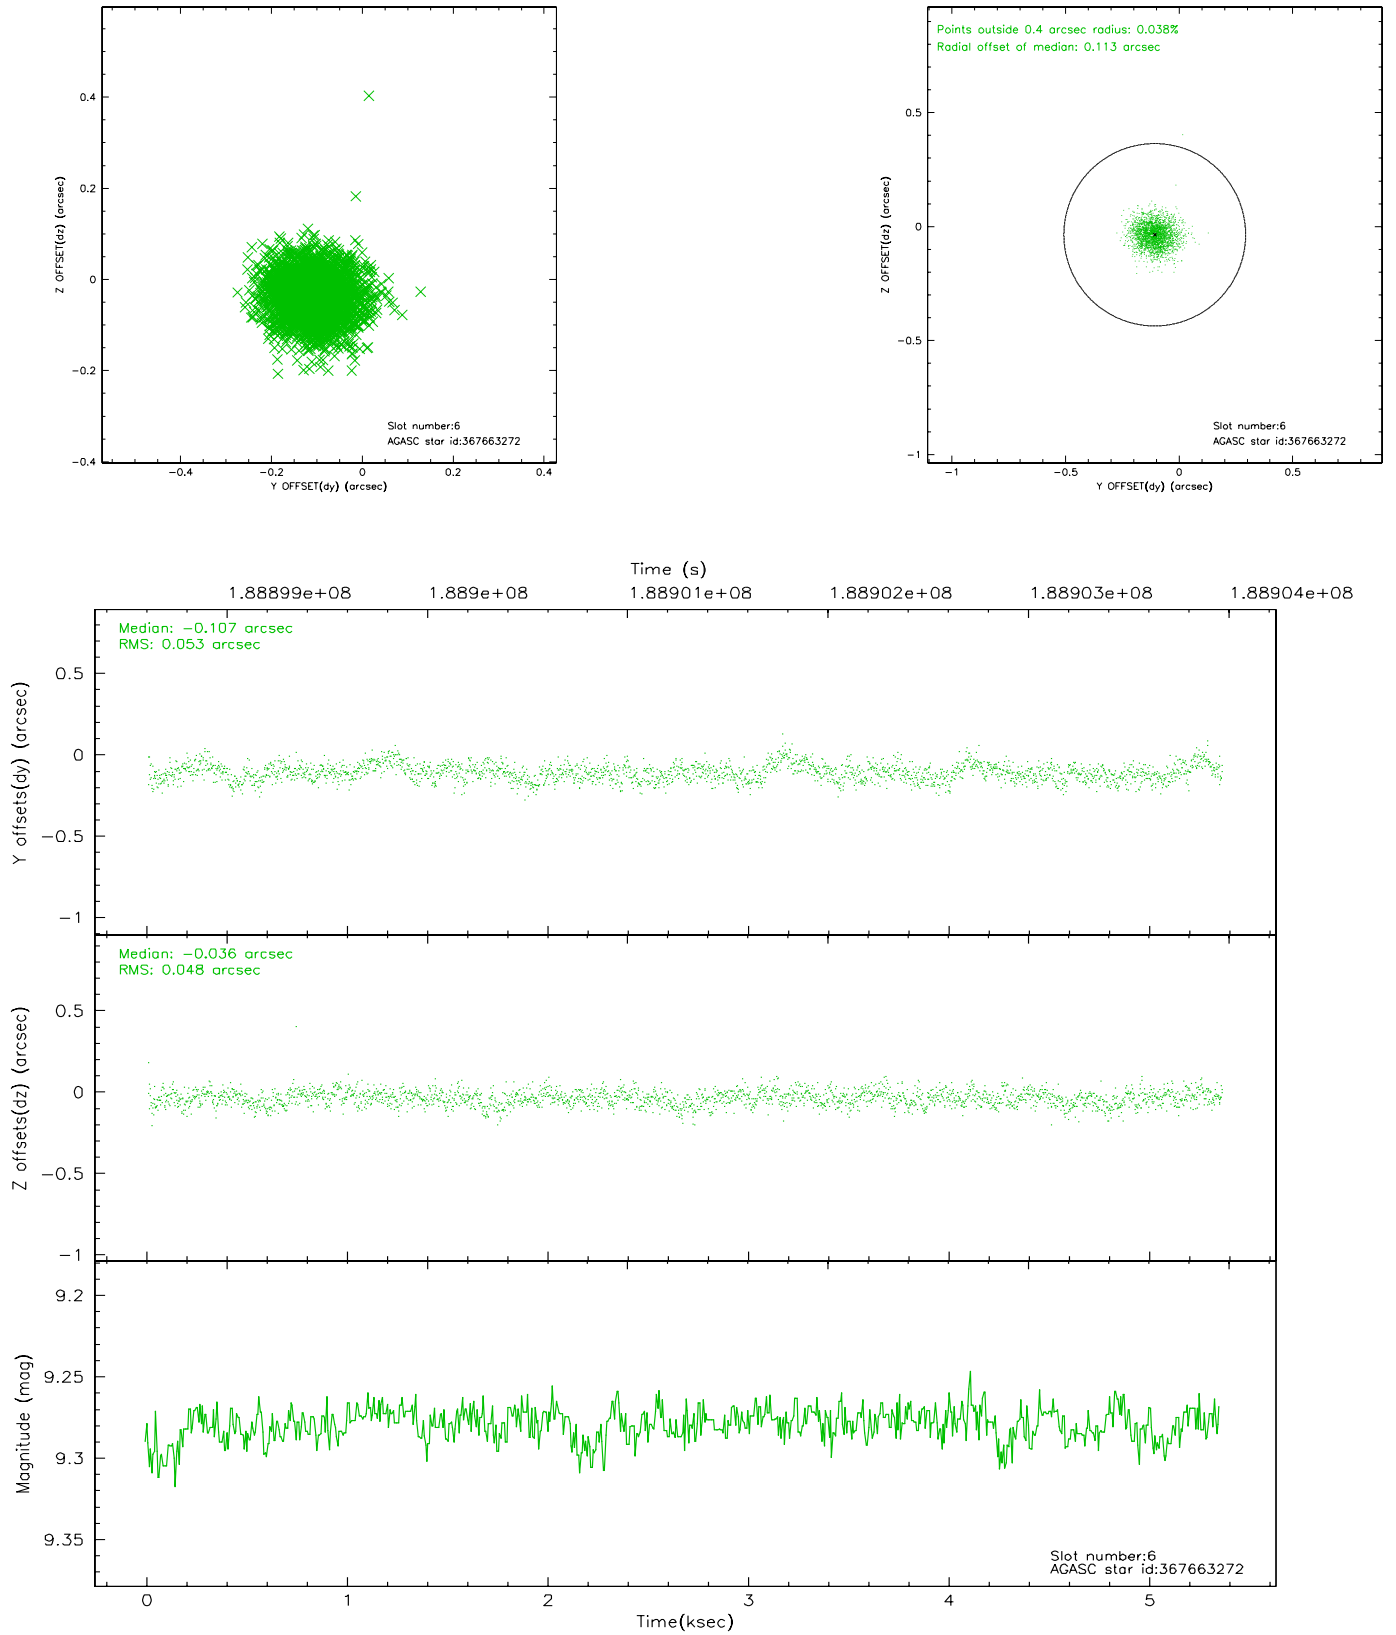 0.4
0.2
0
−0.2
−0.4
Z OFFSET(dz) (arcsec)
−0.4
−0.2
0
0.2
0.4
Y OFFSET(dy) (arcsec)
Slot number:6
AGASC star id:367663272
Points outside 0.4 arcsec radius: 0.038%
Radial offset of median: 0.113 arcsec
0.5
0
−0.5
−1
Z OFFSET(dz) (arcsec)
−1
−0.5
0
0.5
Y OFFSET(dy) (arcsec)
Slot number:6
AGASC star id:367663272
Time (s)
1.88899e+08
1.889e+08
1.88901e+08
1.88902e+08
1.88903e+08
1.88904e+08
Median: −0.107 arcsec
RMS: 0.053 arcsec
0.5
0
−0.5
−1
Y offsets(dy) (arcsec)
Median: −0.036 arcsec
RMS: 0.048 arcsec
0.5
0
−0.5
−1
Z offsets(dz) (arcsec)
9.2
9.25
9.3
9.35
Magnitude (mag)
Slot number:6
AGASC star id:367663272
0
1
2
3
4
5
Time(ksec)